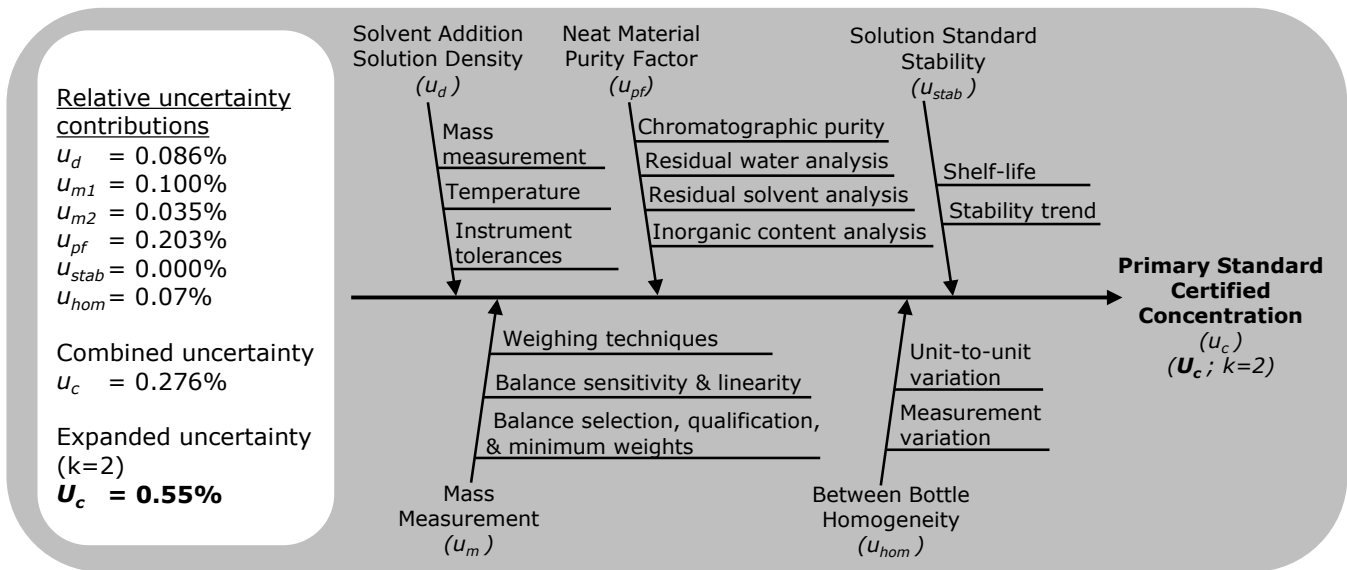 Relative uncertainty
contributions
u_d = 0.086%
u_m1 = 0.100%
u_m2 = 0.035%
u_pf = 0.203%
u_stab = 0.000%
u_hom = 0.07%
Combined uncertainty
u_c = 0.276%
Expanded uncertainty
(k=2)
U_c = 0.55%
Solvent Addition
Solution Density
(u_d )
Mass
measurement
Temperature
Instrument
tolerances
Neat Material
Purity Factor
(u_pf)
Chromatographic purity
Residual water analysis
Residual solvent analysis
Inorganic content analysis
Solution Standard
Stability
(u_stab )
Shelf-life
Stability trend
Weighing techniques
Balance sensitivity & linearity
Balance selection, qualification,
& minimum weights
Mass
Measurement
(u_m )
Unit-to-unit
variation
Measurement
variation
Between Bottle
Homogeneity
(u_hom )
Primary Standard
Certified
Concentration
(u_c )
(U_c ; k=2)